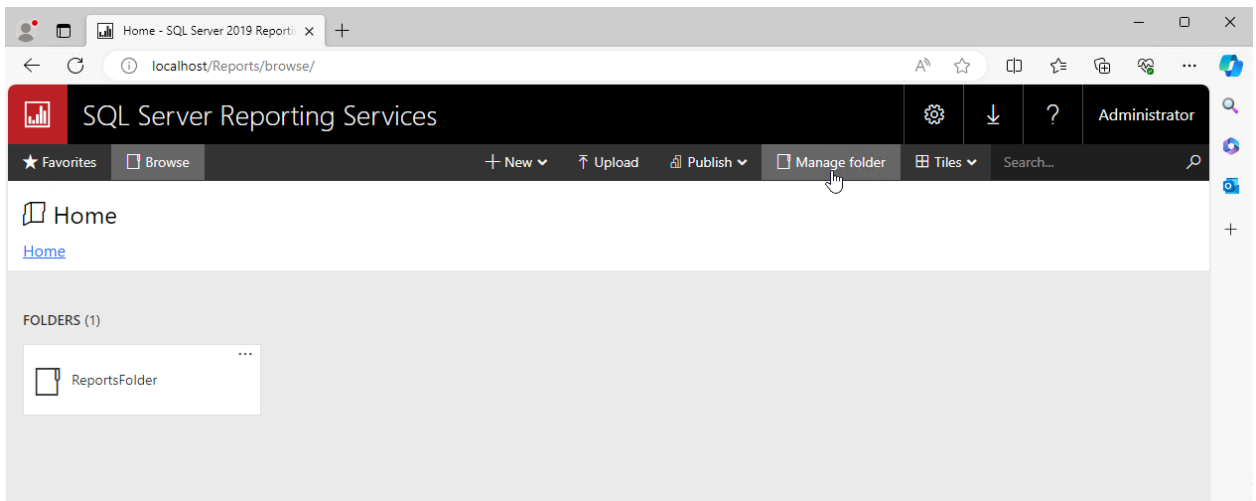 Home - SQL Server 2019 Reporti
localhost/Reports/browse/
SQL Server Reporting Services
Administrator
Favorites Browse New Upload Publish Manage folder Tiles Search...
Home
Home
FOLDERS (1)
ReportsFolder